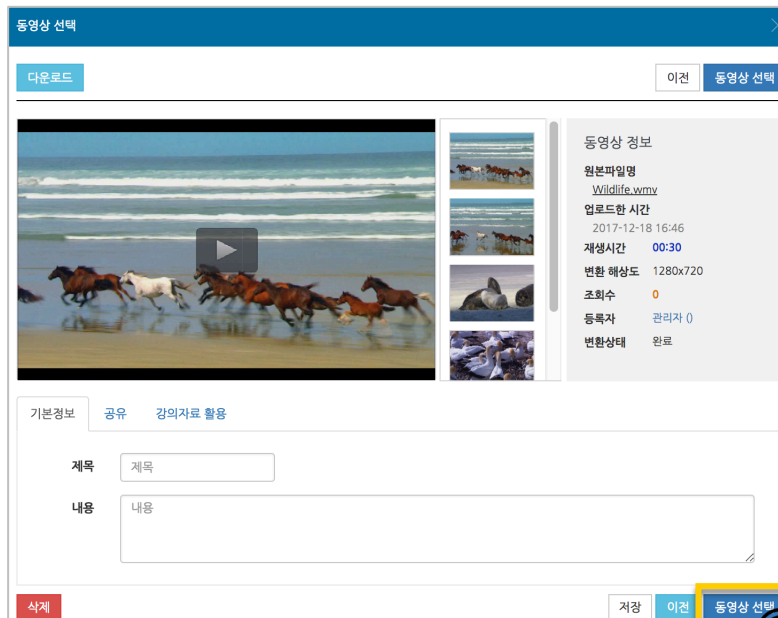 동영상 선택
다운로드
이전
동영상 선택
동영상 정보
원본파일명
Wildlife.wmv
업로드한 시간
2017-12-18 16:46
재생시간 00:30
변환 해상도 1280x720
조회수 0
등록자 관리자 ()
변환상태 완료
기본정보 공유 강의자료 활용
제목 제목
내용 내용
삭제
저장 이전 동영상 선택